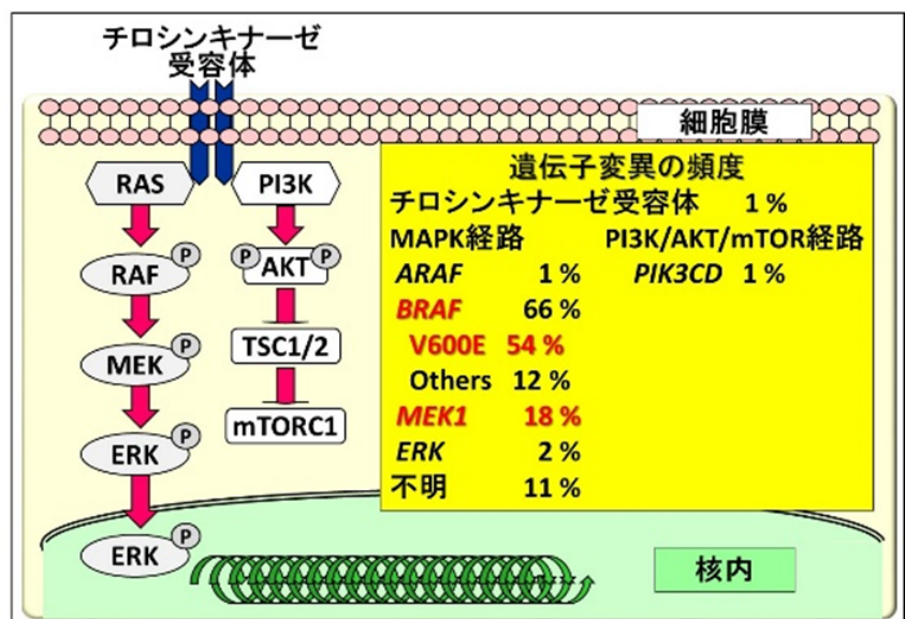 チロシンキナーゼ
受容体
細胞膜
RAS
PI3K
RAF
P
P
AKT
P
MEK
P
TSC1/2
ERK
P
mTORC1
ERK
P
核内
遺伝子変異の頻度
チロシンキナーゼ受容体 1 %
MAPK経路 PI3K/AKT/mTOR経路
ARAF 1 % PIK3CD 1 %
BRAF 66 %
V600E 54 %
Others 12 %
MEK1 18 %
ERK 2 %
不明 11 %